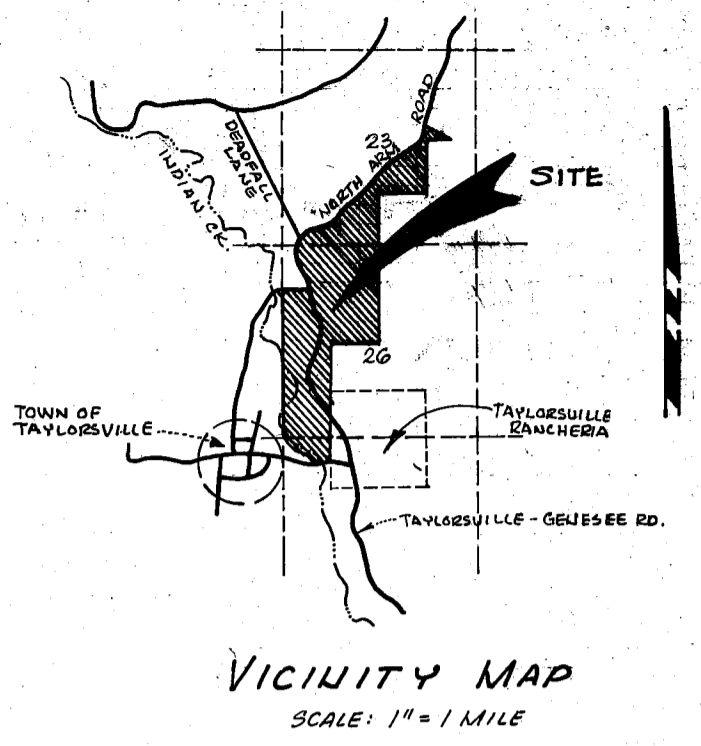 ROAD
23
DEADFALL
LANE
INDIAN CK.
NORTH ARM
SITE
26
TOWN OF
TAYLORSVILLE
TAYLORSVILLE
RANCHERIA
TAYLORSVILLE - GENESEE RD.
VICINITY MAP
SCALE: 1" = 1 MILE